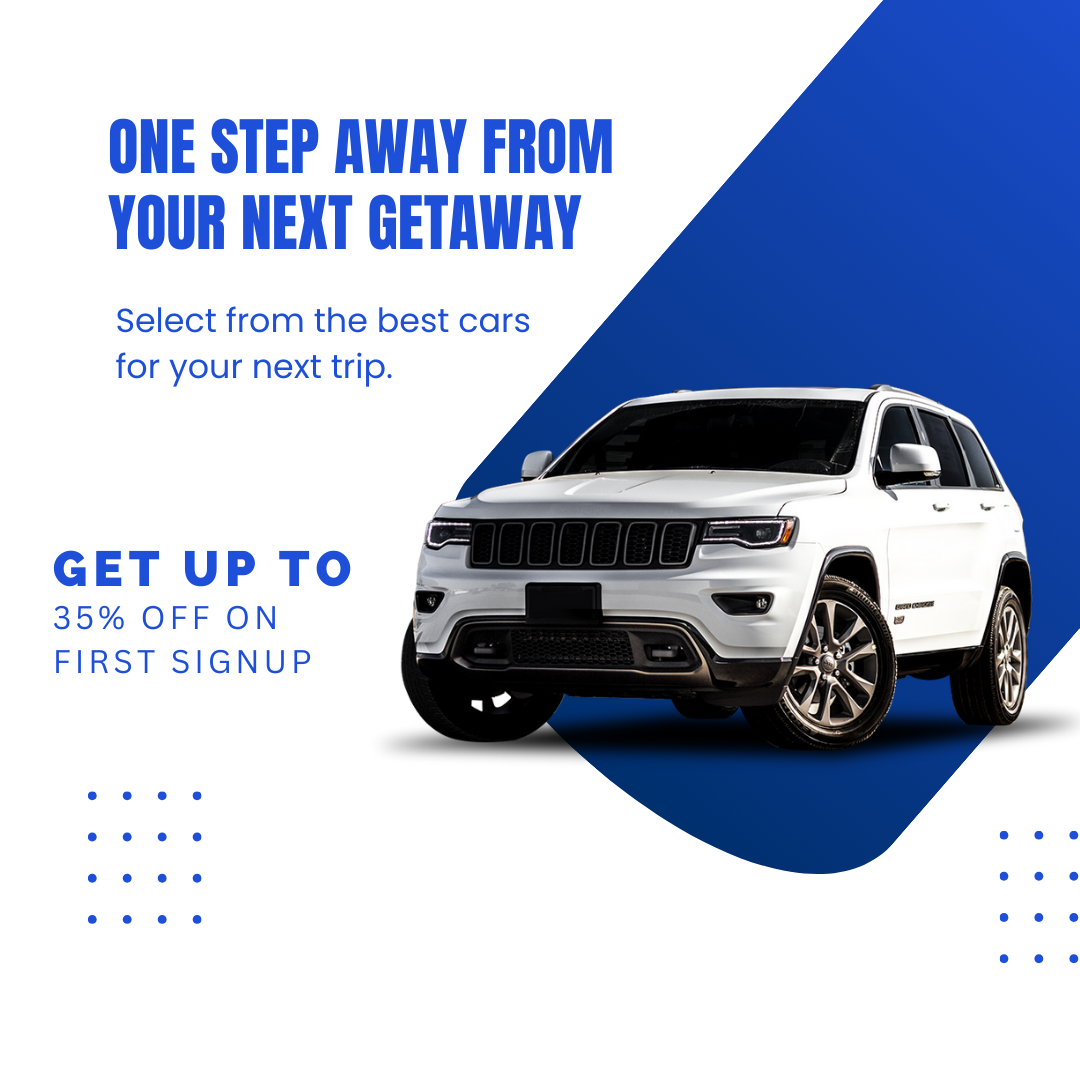 ONE STEP AWAY FROM
YOUR NEXT GETAWAY
Select from the best cars
for your next trip.
GET UP TO
35% OFF ON
FIRST SIGNUP